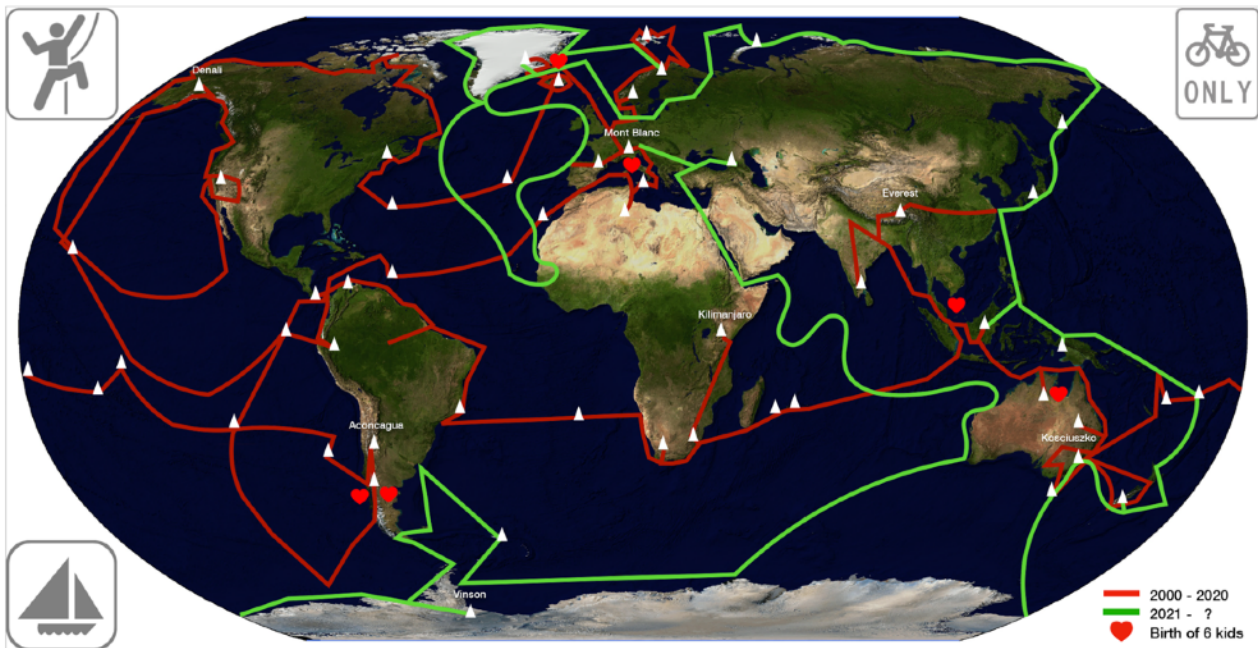 Denali
ONLY
Mont Blanc
Everest
Kilimanjaro
Aconcagua
Kosciuszko
Vinson
2000 - 2020
2021 - ?
Birth of 6 kids